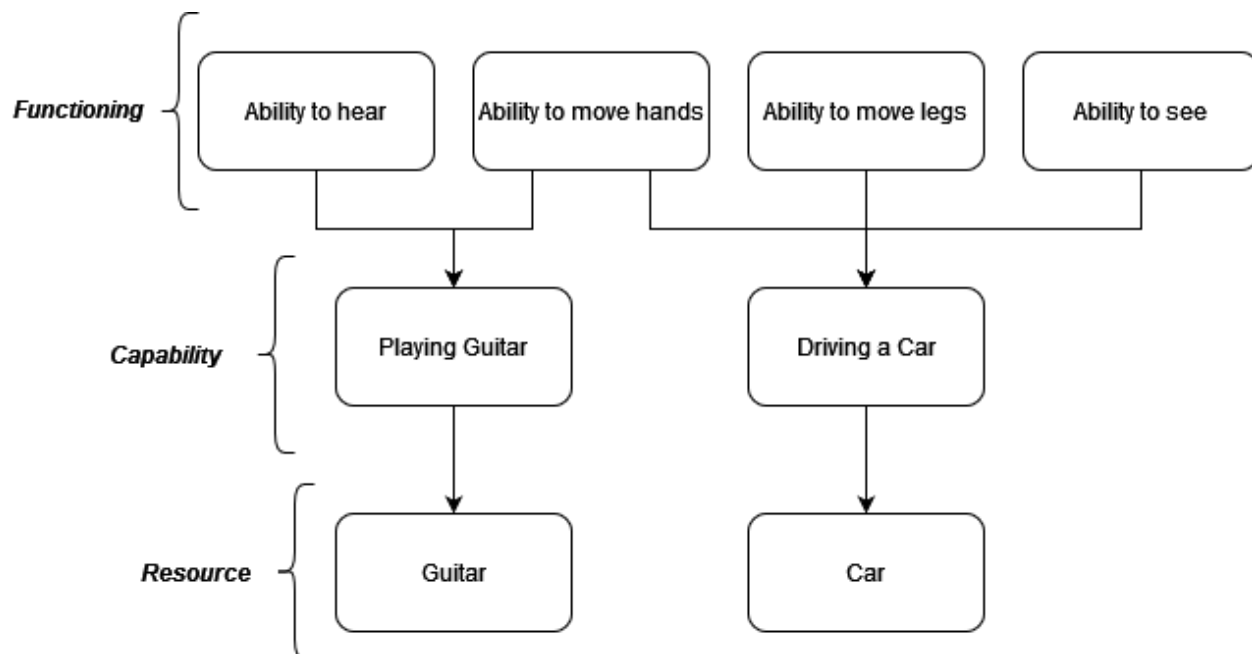 Functioning
Ability to hear
Ability to move hands
Ability to move legs
Ability to see
Capability
Playing Guitar
Driving a Car
Resource
Guitar
Car